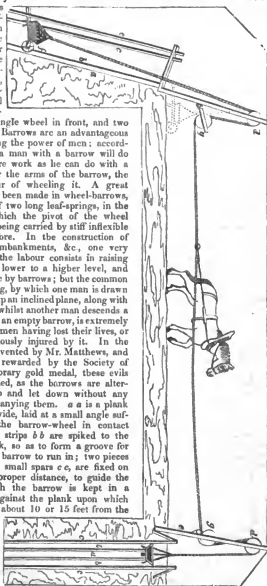 ngle wheel in front, and two
Barrows are an advantageous
ng the power of men; accord-
a man with a barrow will do
re work as he can do with a
r the arms of the barrow, the
ur of wheeling it. A great
been made in wheel-barrows,
f two long leaf-springs, in the
hich the pivot of the wheel
being carried by stiff inflexible
ore. In the construction of
mbankments, &c., one very
the labour consists in raising
lower to a higher level, and
e by barrows; but the common
g, by which one man is drawn
p an inclined plane, along with
whilst another man descends a
an empty barrow, is extremely
men having lost their lives, or
ously injured by it. In the
vented by Mr. Matthews, and
rewarded by the Society of
orary gold medal, these evils
ed, as the barrows are alter-
p and let down without any
anying them. a a is a plank
vide, laid at a small angle suf-
the barrow-wheel in contact
strips b b are spiked to the
k, so as to form a groove for
barrow to run in; two pieces
small spars c c, are fixed on
proper distance, to guide the
h the barrow is kept in a
gainst the plank upon which
about 10 or 15 feet from the